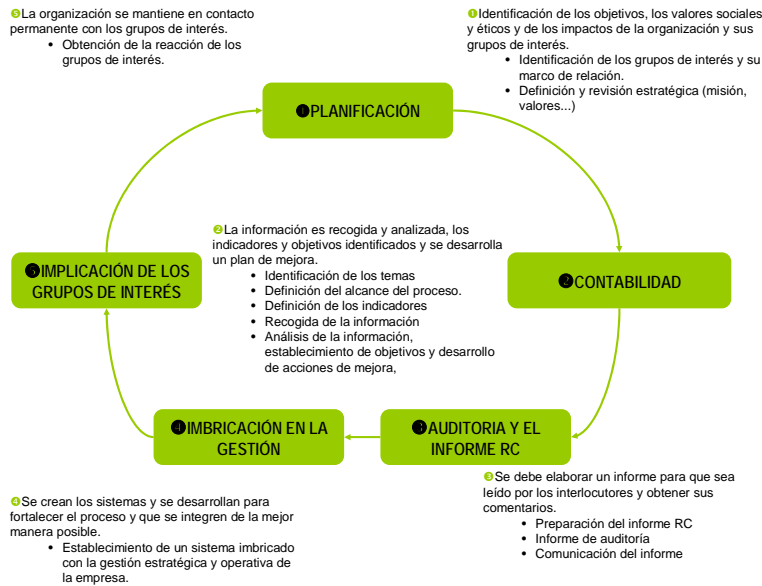 ❺La organización se mantiene en contacto
permanente con los grupos de interés.
• Obtención de la reacción de los
grupos de interés.
❶Identificación de los objetivos, los valores sociales
y éticos y de los impactos de la organización y sus
grupos de interés.
• Identificación de los grupos de interés y su
marco de relación.
• Definición y revisión estratégica (misión,
valores...)
❶PLANIFICACIÓN
❷La información es recogida y analizada, los
indicadores y objetivos identificados y se desarrolla
un plan de mejora.
• Identificación de los temas
• Definición del alcance del proceso.
• Definición de los indicadores
• Recogida de la información
• Análisis de la información,
establecimiento de objetivos y desarrollo
de acciones de mejora,
❺IMPLICACIÓN DE LOS
GRUPOS DE INTERÉS
❷CONTABILIDAD
❹IMBRICACIÓN EN LA
GESTIÓN
❸AUDITORIA Y EL
INFORME RC
❹Se crean los sistemas y se desarrollan para
fortalecer el proceso y que se integren de la mejor
manera posible.
• Establecimiento de un sistema imbricado
con la gestión estratégica y operativa de
la empresa.
❸Se debe elaborar un informe para que sea
leído por los interlocutores y obtener sus
comentarios.
• Preparación del informe RC
• Informe de auditoría
• Comunicación del informe